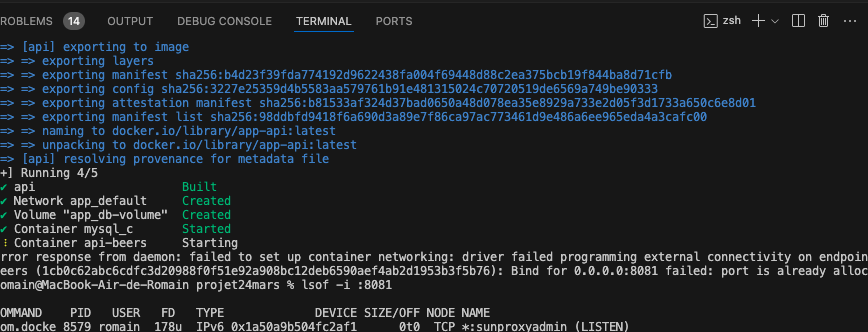 ROBLEMS 14 OUTPUT DEBUG CONSOLE TERMINAL PORTS zsh
=> [api] exporting to image
=> => exporting layers
=> => exporting manifest sha256:b4d23f39fda774192d9622438fa004f69448d88c2ea375bcb19f844ba8d71cfb
=> => exporting config sha256:3227e25359d4b5583aa579761b91e481315024c70720519de6569a749be90333
=> => exporting attestation manifest sha256:b81533af324d37bad0650a48d078ea35e8929a733e2d05f3d1733a650c6e8d01
=> => exporting manifest list sha256:98ddbfd9418f6a690d3a89e7f86ca97ac773461d9e486a6ee965eda4a3cafc00
=> => naming to docker.io/library/app-api:latest
=> => unpacking to docker.io/library/app-api:latest
=> [api] resolving provenance for metadata file
+] Running 4/5
✔ api Built
✔ Network app_default Created
✔ Volume "app_db-volume" Created
✔ Container mysql_c Started
⠸ Container api-beers Starting
rror response from daemon: failed to set up container networking: driver failed programming external connectivity on endpoin
eers (1cb0c62abc6cdfc3d20988f0f51e92a908bc12deb6590aef4ab2d1953b3f5b76): Bind for 0.0.0.0:8081 failed: port is already alloc
omain@MacBook-Air-de-Romain projet24mars % lsof -i :8081
OMMAND PID USER FD TYPE DEVICE SIZE/OFF NODE NAME
om.docke 8579 romain 178u IPv6 0x1a50a9b504fc2af1 0t0 TCP *:sunproxyadmin (LISTEN)